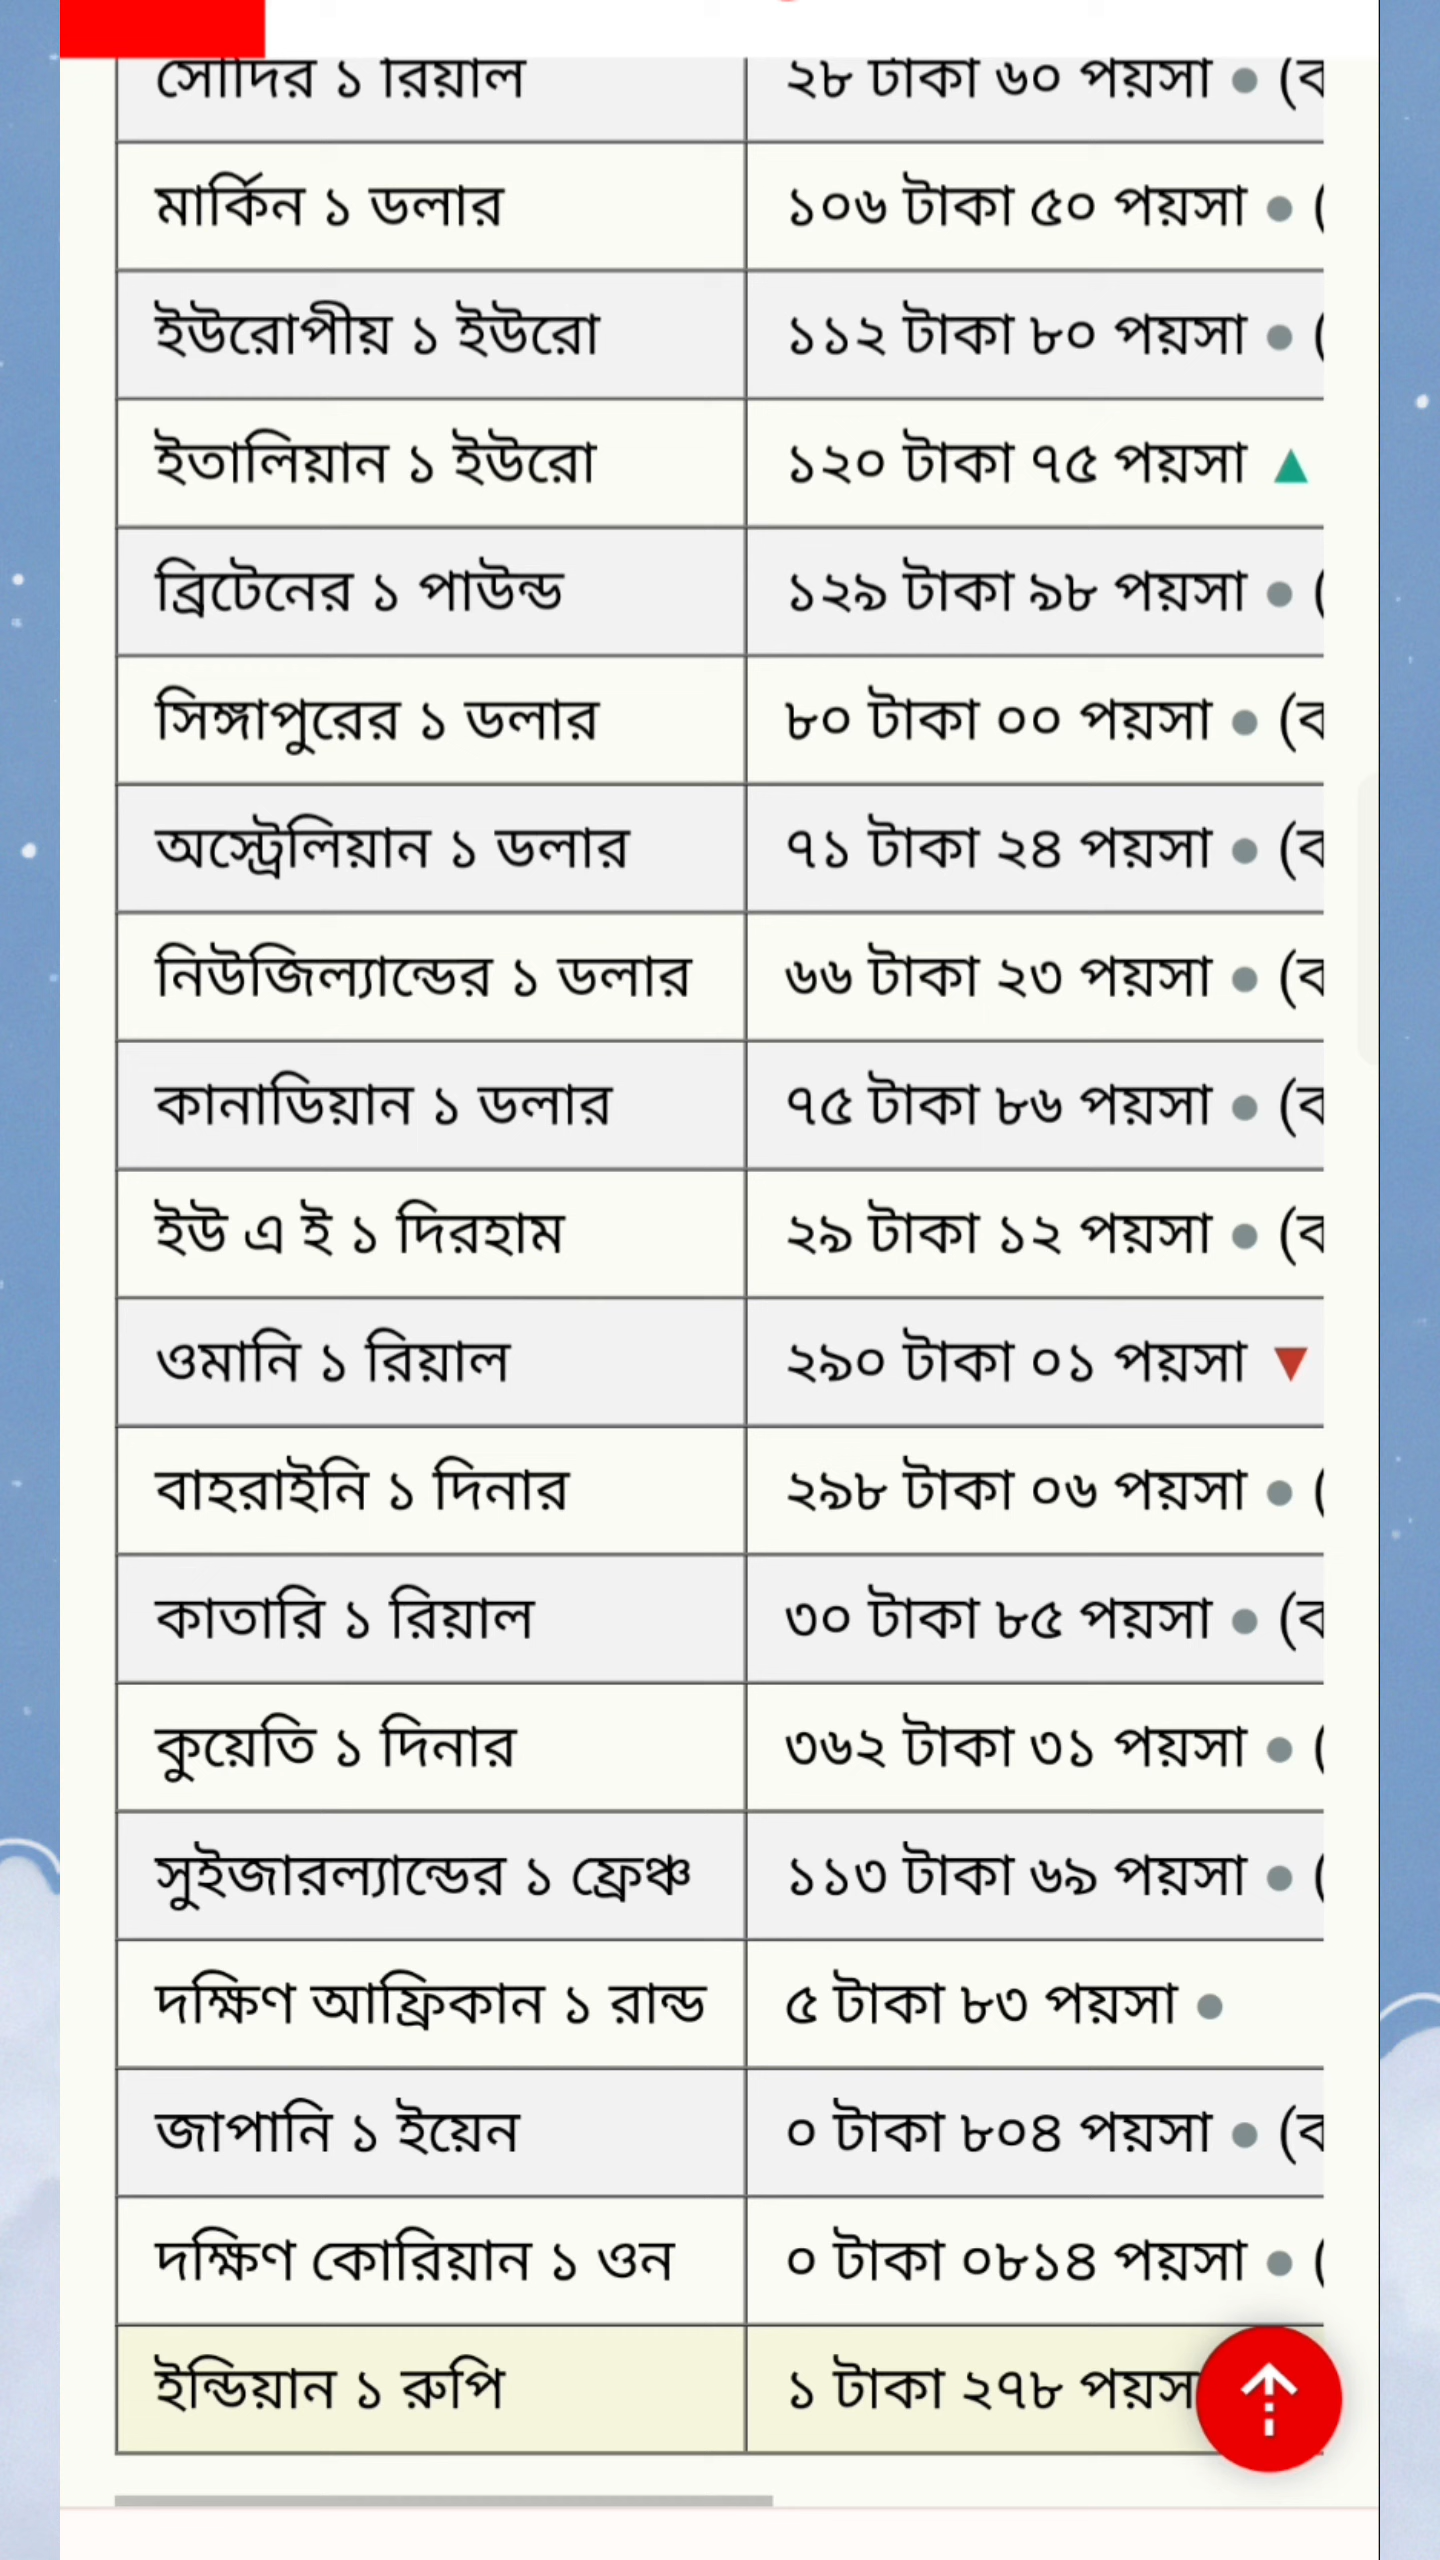 সৌদির ১ রিয়াল ২৮ টাকা ৬০ পয়সা ● (
মার্কিন ১ ডলার ১০৬ টাকা ৫০ পয়সা ● (
ইউরোপীয় ১ ইউরো ১১২ টাকা ৮০ পয়সা ● (
ইতালিয়ান ১ ইউরো ১২০ টাকা ৭৫ পয়সা ▲
ব্রিটেনের ১ পাউন্ড ১২৯ টাকা ৯৮ পয়সা ● (
সিঙ্গাপুরের ১ ডলার ৮০ টাকা ০০ পয়সা ● (
অস্ট্রেলিয়ান ১ ডলার ৭১ টাকা ২৪ পয়সা ● (
নিউজিল্যান্ডের ১ ডলার ৬৬ টাকা ২৩ পয়সা ● (
কানাডিয়ান ১ ডলার ৭৫ টাকা ৮৬ পয়সা ● (
ইউ এ ই ১ দিরহাম ২৯ টাকা ১২ পয়সা ● (
ওমানি ১ রিয়াল ২৯০ টাকা ০১ পয়সা ▼
বাহরাইনি ১ দিনার ২৯৮ টাকা ০৬ পয়সা ● (
কাতারি ১ রিয়াল ৩০ টাকা ৮৫ পয়সা ● (
কুয়েতি ১ দিনার ৩৬২ টাকা ৩১ পয়সা ● (
সুইজারল্যান্ডের ১ ফ্রেঞ্চ ১১৩ টাকা ৬৯ পয়সা ● (
দক্ষিণ আফ্রিকান ১ রান্ড ৫ টাকা ৮৩ পয়সা ●
জাপানি ১ ইয়েন ০ টাকা ৮০৪ পয়সা ● (
দক্ষিণ কোরিয়ান ১ ওন ০ টাকা ০৮১৪ পয়সা ● (
ইন্ডিয়ান ১ রুপি ১ টাকা ২৭৮ পয়স